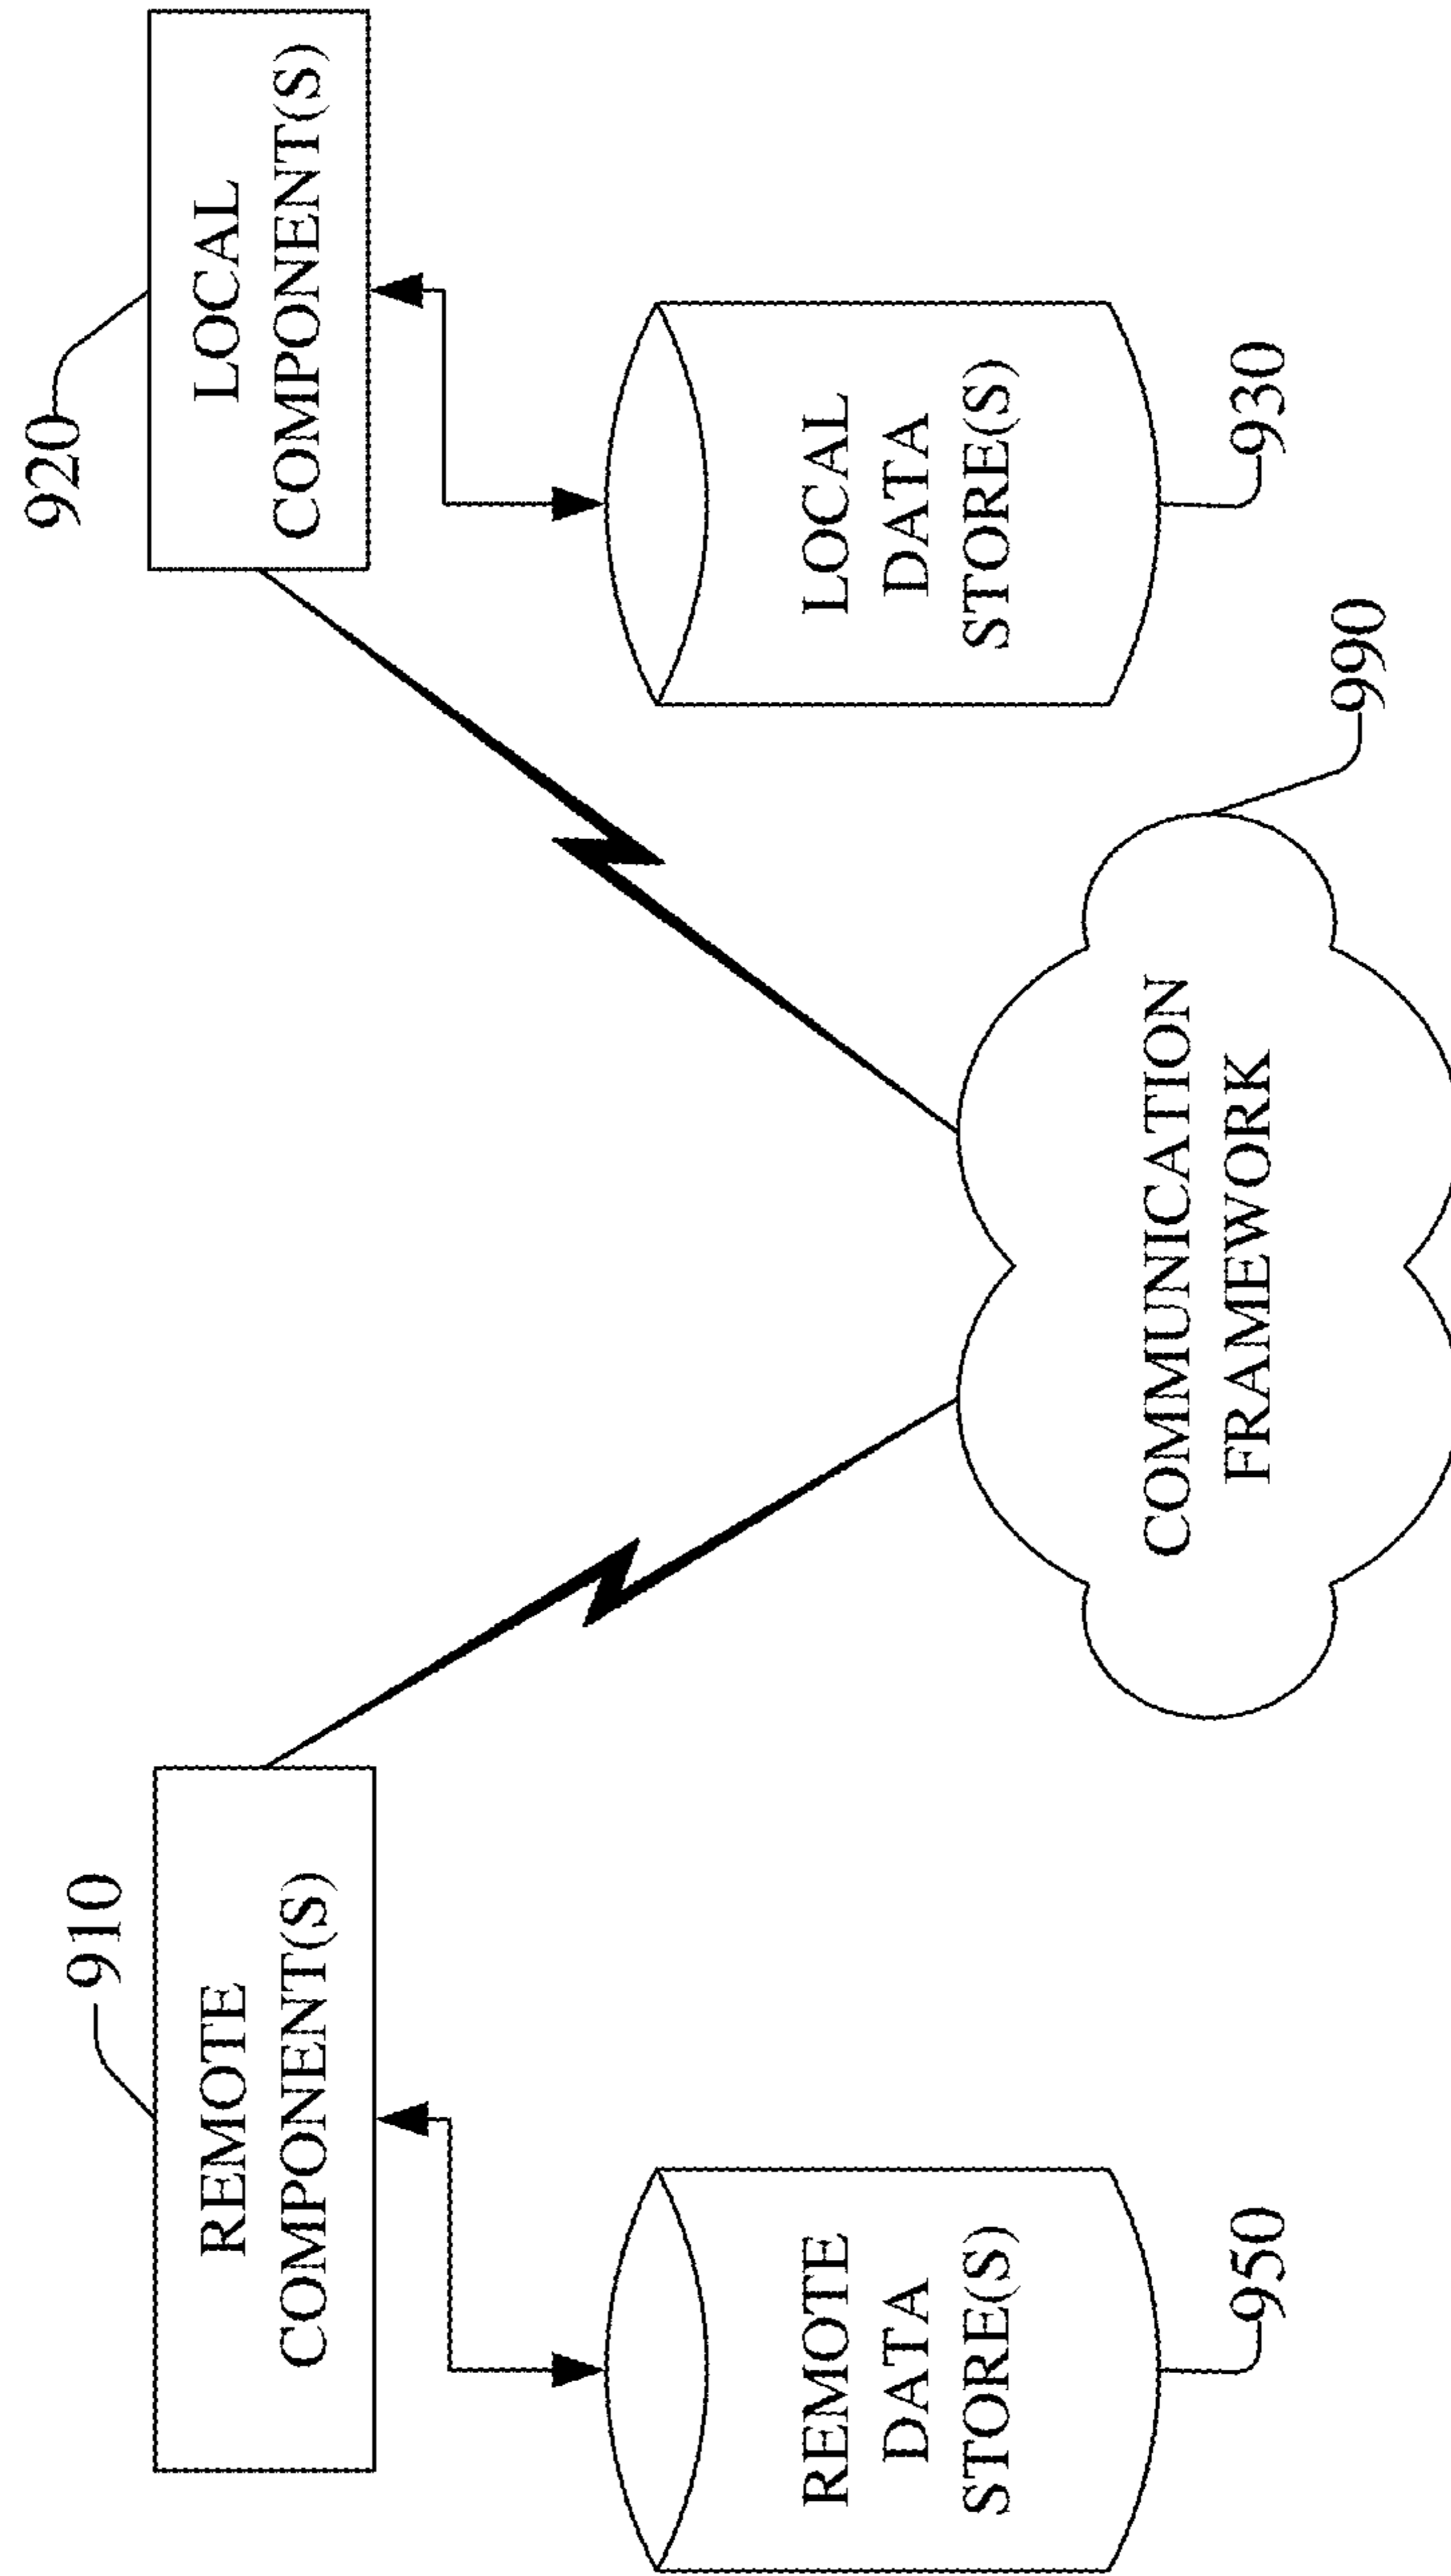 910
REMOTE
COMPONENT(S)
920
LOCAL
COMPONENT(S)
REMOTE
DATA
STORE(S)
950
LOCAL
DATA
STORE(S)
930
COMMUNICATION
FRAMEWORK
990